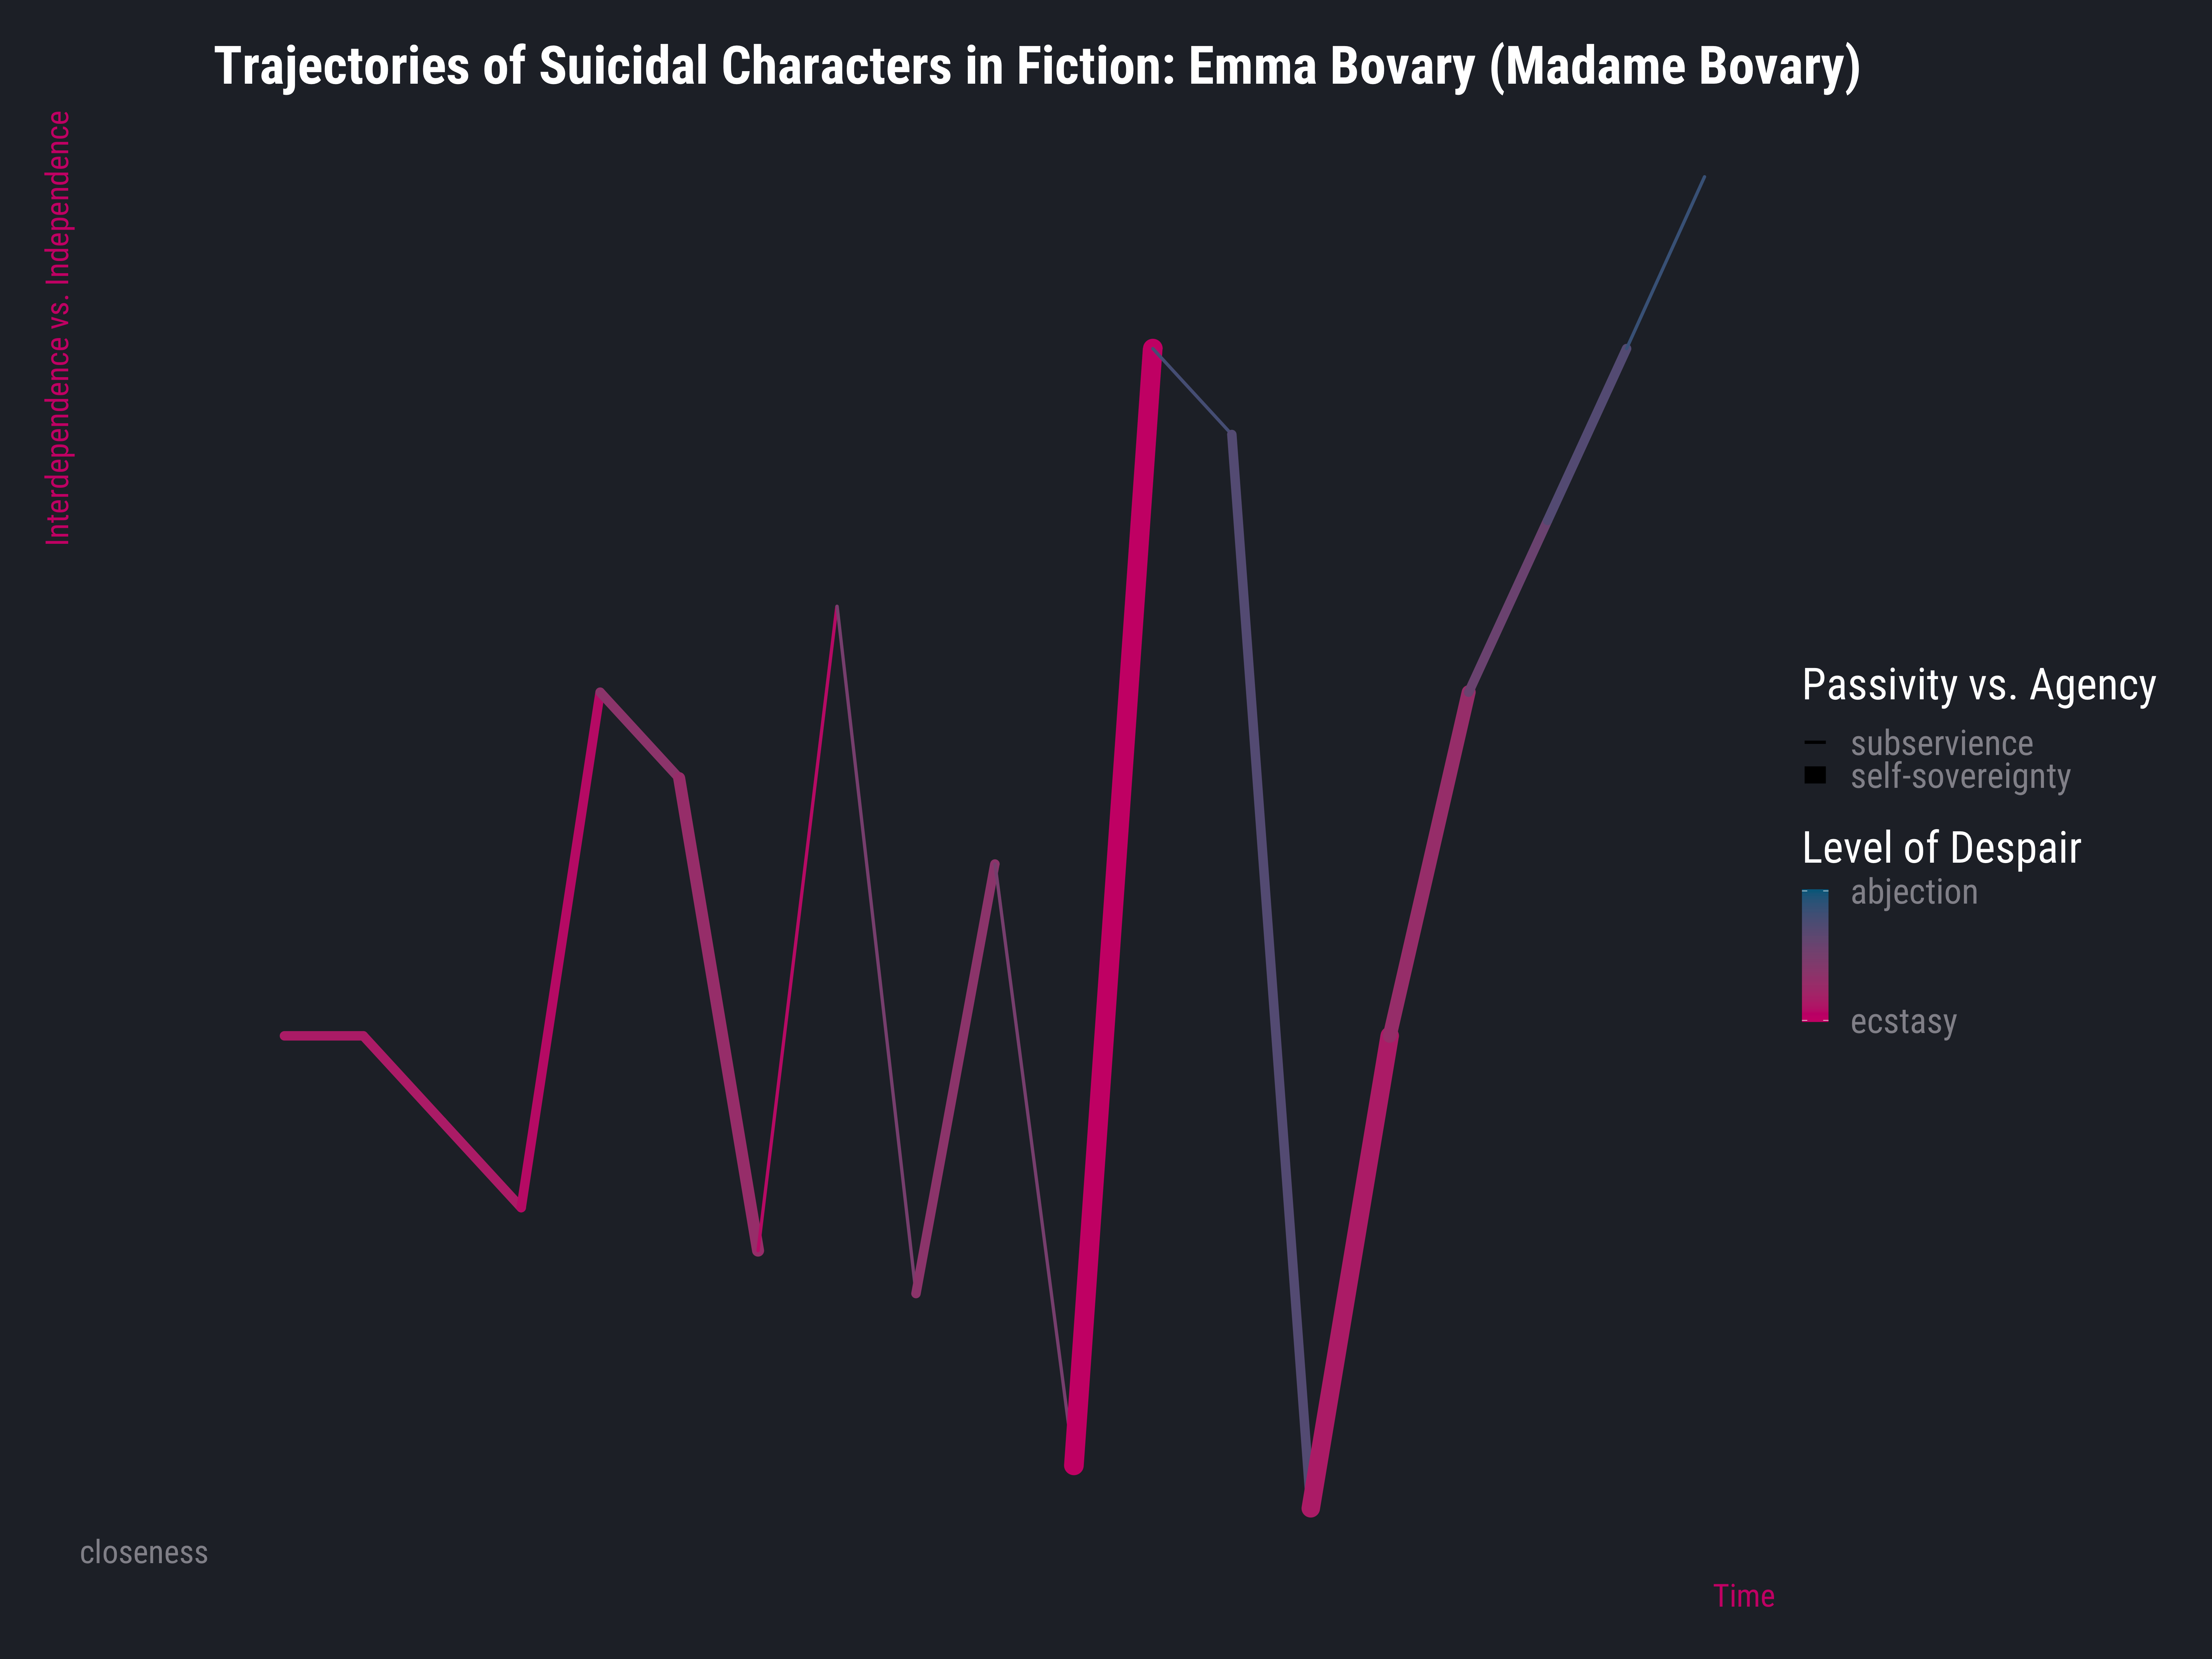 Trajectories of Suicidal Characters in Fiction: Emma Bovary (Madame Bovary)
Interdependence vs. Independence
Passivity vs. Agency
subservience
self-sovereignty
Level of Despair
abjection
ecstasy
closeness
Time